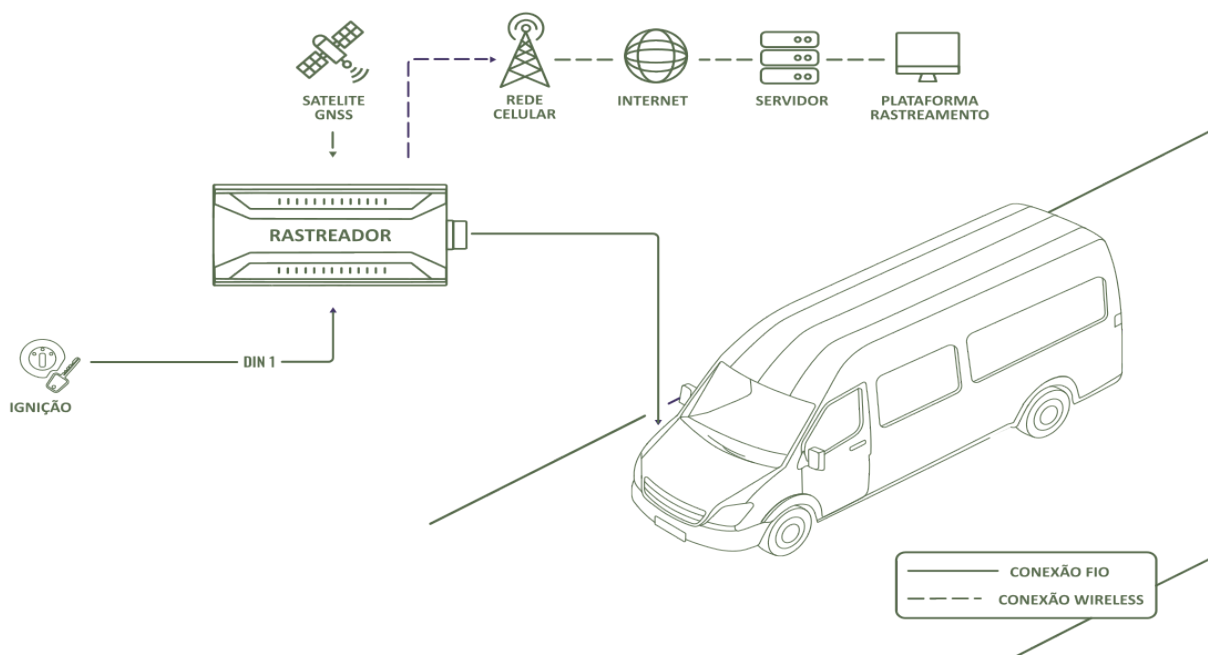 SATELITE
GNSS
REDE
CELULAR
INTERNET
SERVIDOR
PLATAFORMA
RASTREAMENTO
RASTREADOR
DIN 1
IGNIÇÃO
CONEXÃO FIO
CONEXÃO WIRELESS